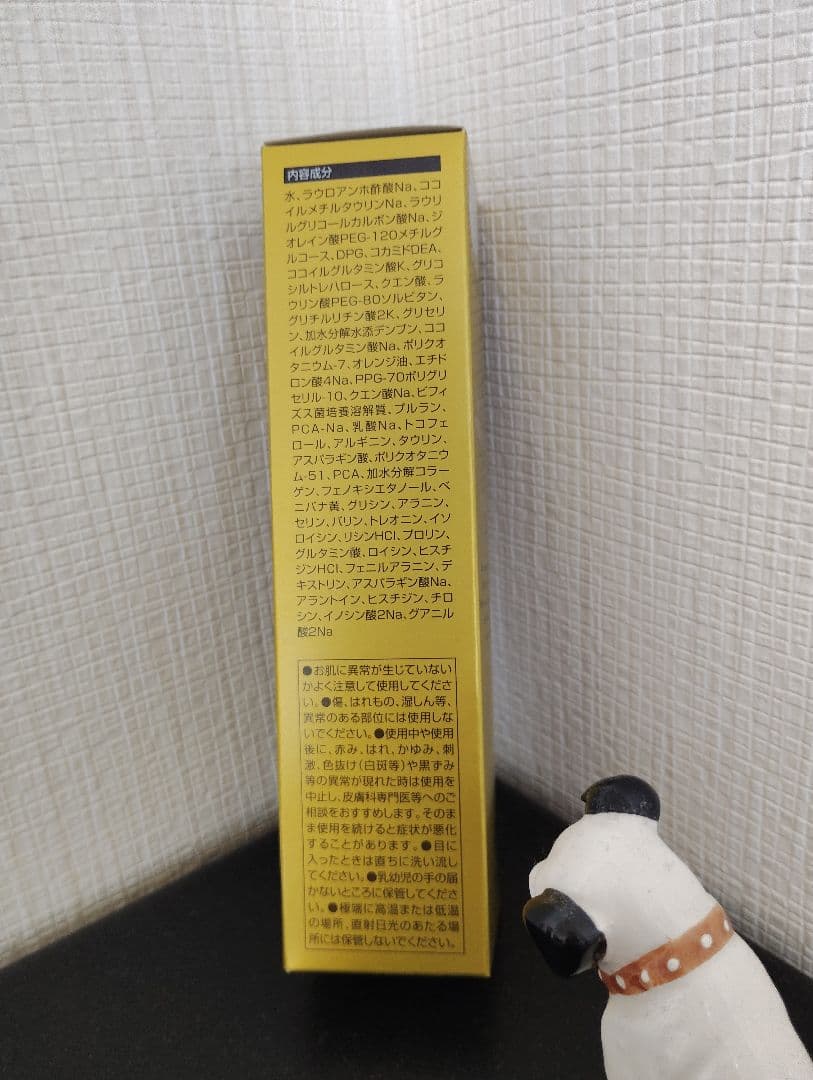 内容成分
水、ラウロアンホ酢酸Na、ココ
イルメチルタウリンNa、ラウリ
ルグリコールカルボン酸Na、ジ
オレイン酸PEG-120メチルグ
ルコース、DPG、コカミドDEA、
ココイルグルタミン酸K、グリコ
シルトレハロース、クエン酸、ラ
ウリン酸PEG-80ソルビタン、
グリチルリチン酸2K、グリセリ
ン、加水分解水添デンプン、ココ
イルグルタミン酸Na、ポリクオ
タニウム-7、オレンジ油、エチド
ロン酸4Na、PPG-70ポリグリ
セリル-10、クエン酸Na、ビフィ
ズス菌培養溶解質、プルラン、
PCA-Na、乳酸Na、トコフェ
ロール、アルギニン、タウリン、
アスパラギン酸、ポリクオタニウ
ム-51、PCA、加水分解コラー
ゲン、フェノキシエタノール、ベ
ニバナ黄、グリシン、アラニン、
セリン、バリン、トレオニン、イソ
ロイシン、リシンHCl、プロリン、
グルタミン酸、ロイシン、ヒスチ
ジンHCl、フェニルアラニン、デ
キストリン、アスパラギン酸Na、
アラントイン、ヒスチジン、チロ
シン、イノシン酸2Na、グアニル
酸2Na
●お肌に異常が生じていない
かよく注意して使用してくださ
い。●傷、はれもの、湿しん等、
異常のある部位には使用しな
いでください。●使用中や使用
後に、赤み、はれ、かゆみ、刺
激、色抜け(白斑等)や黒ずみ
等の異常が現れた時は使用を
中止し、皮膚科専門医等へのご
相談をおすすめします。そのま
ま使用を続けると症状が悪化
することがあります。●目に
入ったときは直ちに洗い流し
てください。●乳幼児の手の届
かないところに保管してくださ
い。●極端に高温または低温
の場所、直射日光のあたる場
所には保管しないでください。